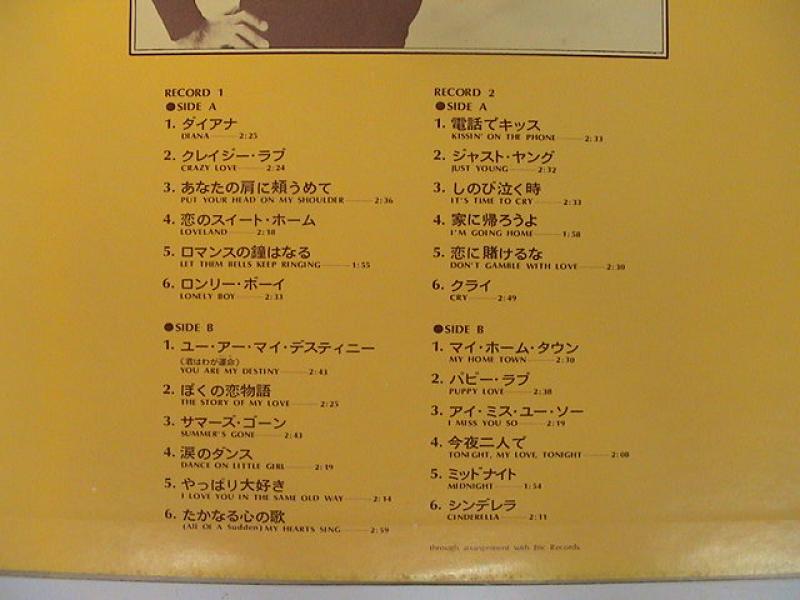 RECORD 1
●SIDE A
1. ダイアナ
DIANA 2:25
2. クレイジー・ラブ
CRAZY LOVE 2:24
3. あなたの肩に頬うめて
PUT YOUR HEAD ON MY SHOULDER 2:36
4. 恋のスイート・ホーム
LOVELAND 2:18
5. ロマンスの鐘はなる
LET THEM BELLS KEEP RINGING 1:55
6. ロンリー・ボーイ
LONELY BOY 2:33
●SIDE B
1. ユー・アー・マイ・デスティニー
(君はわが運命)
YOU ARE MY DESTINY 2:43
2. ぼくの恋物語
THE STORY OF MY LOVE 2:25
3. サマーズ・ゴーン
SUMMER'S GONE 2:43
4. 涙のダンス
DANCE ON LITTLE GIRL 2:19
5. やっぱり大好き
I LOVE YOU IN THE SAME OLD WAY 2:14
6. たかなる心の歌
(All Of A Sudden) MY HEARTS SING 2:59
RECORD 2
●SIDE A
1. 電話でキッス
KISSIN' ON THE PHONE 2:33
2. ジャスト・ヤング
JUST YOUNG 2:32
3. しのび泣く時
IT'S TIME TO CRY 2:33
4. 家に帰ろうよ
I'M GOING HOME 1:58
5. 恋に賭けるな
DON'T GAMBLE WITH LOVE 2:30
6. クライ
CRY 2:49
●SIDE B
1. マイ・ホーム・タウン
MY HOME TOWN 2:30
2. パピー・ラブ
PUPPY LOVE 2:38
3. アイ・ミス・ユー・ソー
I MISS YOU SO 2:19
4. 今夜二人で
TONIGHT, MY LOVE, TONIGHT 2:08
5. ミッドナイト
MIDNIGHT 1:54
6. シンデレラ
CINDERELLA 2:11
through arrangement with Eric Records